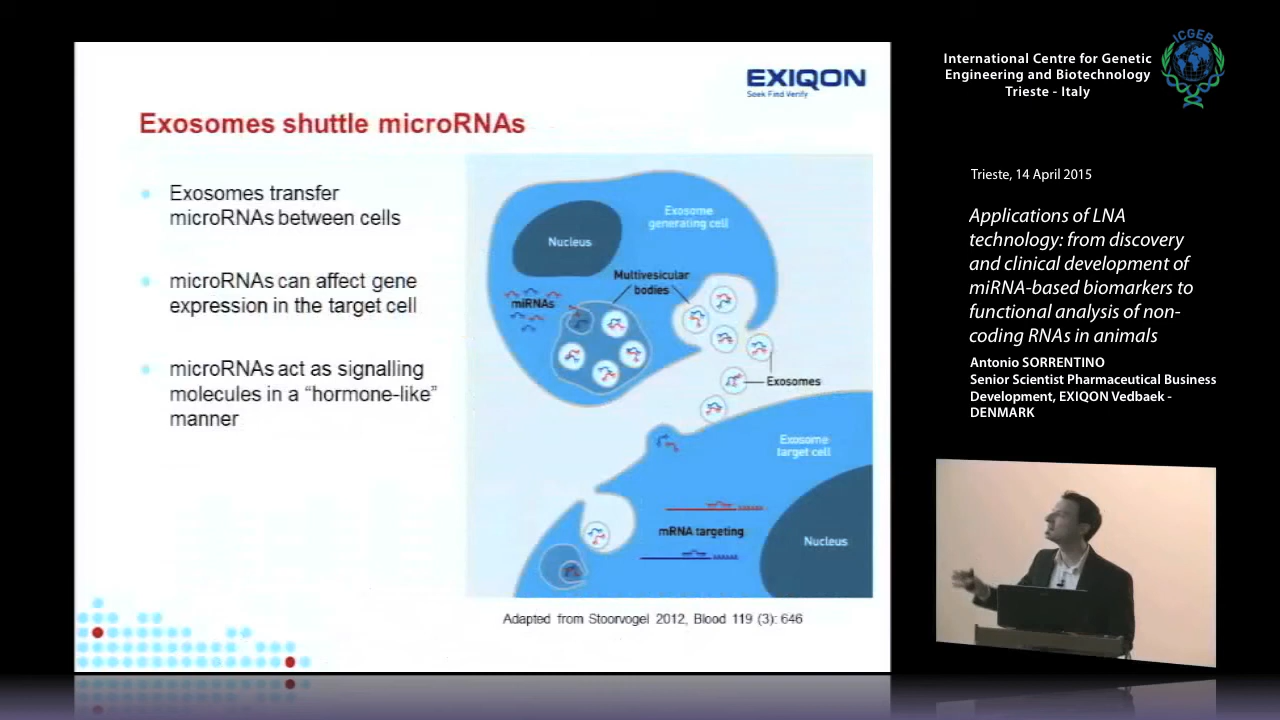 EXIQON
Seek Find Verify
Exosomes shuttle microRNAs
Exosomes transfer
microRNAs between cells
microRNAs can affect gene
expression in the target cell
microRNAs act as signalling
molecules in a “hormone-like”
manner
Exosome
generating cell
Nucleus
Multivesicular
bodies
miRNAs
Exosomes
Exosome
target cell
mRNA targeting
Nucleus
Adapted from Stoorvogel 2012, Blood 119 (3): 646
International Centre for Genetic
Engineering and Biotechnology
Trieste - Italy
ICGEB
Trieste, 14 April 2015
Applications of LNA
technology: from discovery
and clinical development of
miRNA-based biomarkers to
functional analysis of non-
coding RNAs in animals
Antonio SORRENTINO
Senior Scientist Pharmaceutical Business
Development, EXIQON Vedbaek -
DENMARK